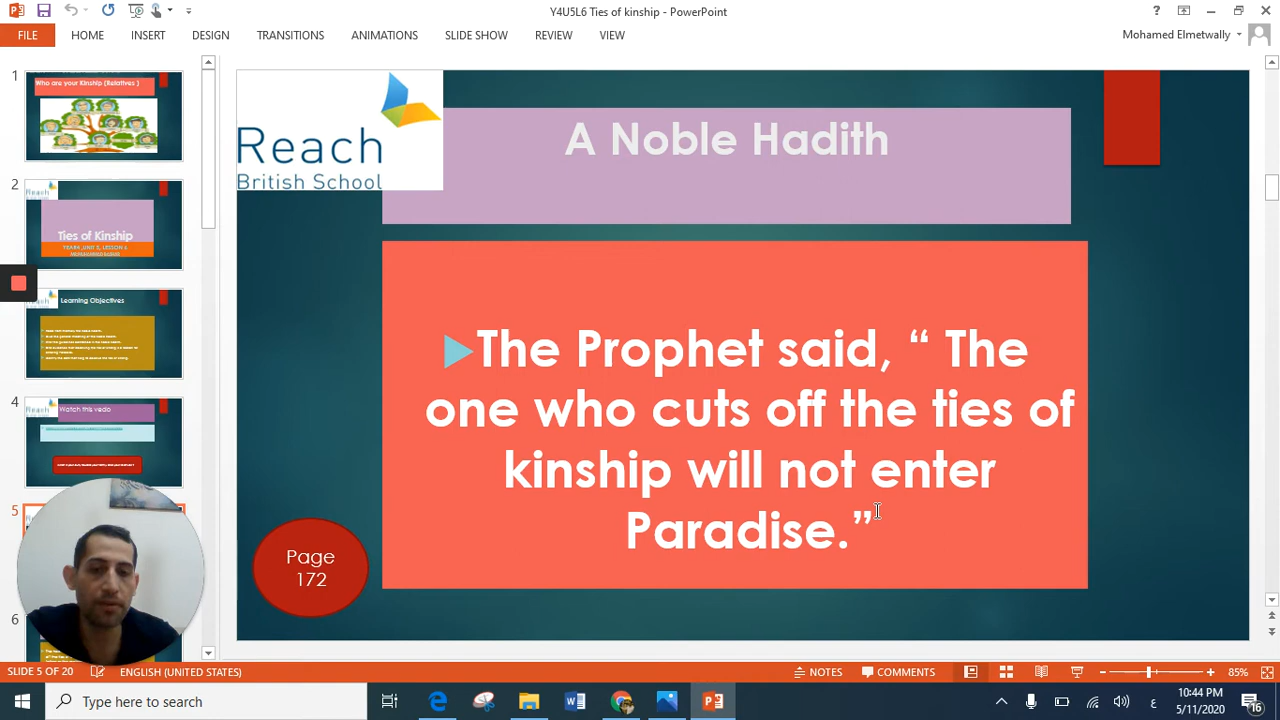 Y4U5L6 Ties of kinship - PowerPoint
FILE
HOME
INSERT
DESIGN
TRANSITIONS
ANIMATIONS
SLIDE SHOW
REVIEW
VIEW
Mohamed Elmetwally
1
Who are your Kinship (Relatives )
2
Reach
Ties of Kinship
3
Learning Objectives
4
Reach
Watch this vedo
5
6
Reach
British School
A Noble Hadith
The Prophet said, “ The
one who cuts off the ties of
kinship will not enter
Paradise.”
Page
172
SLIDE 5 OF 20
ENGLISH (UNITED STATES)
NOTES
COMMENTS
85%
Type here to search
ع
10:44 PM
5/11/2020
16